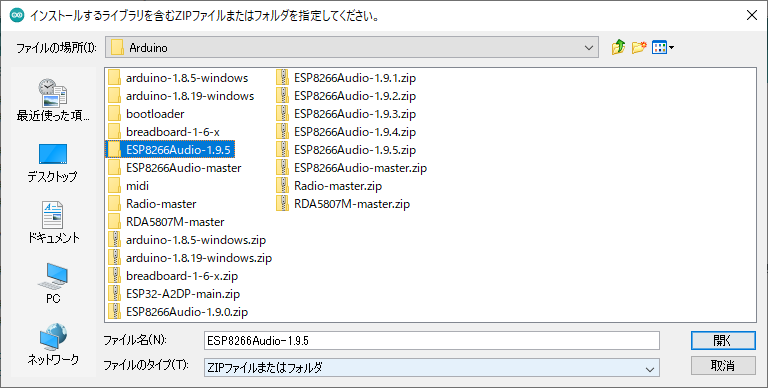 インストールするライブラリを含むZIPファイルまたはフォルダを指定してください。
ファイルの場所(I):
Arduino
最近使った項...
デスクトップ
ドキュメント
PC
ネットワーク
arduino-1.8.5-windows
arduino-1.8.19-windows
bootloader
breadboard-1-6-x
ESP8266Audio-1.9.5
ESP8266Audio-master
midi
Radio-master
RDA5807M-master
arduino-1.8.5-windows.zip
arduino-1.8.19-windows.zip
breadboard-1-6-x.zip
ESP32-A2DP-main.zip
ESP8266Audio-1.9.0.zip
ESP8266Audio-1.9.1.zip
ESP8266Audio-1.9.2.zip
ESP8266Audio-1.9.3.zip
ESP8266Audio-1.9.4.zip
ESP8266Audio-1.9.5.zip
ESP8266Audio-master.zip
Radio-master.zip
RDA5807M-master.zip
ファイル名(N):
ESP8266Audio-1.9.5
開く
ファイルのタイプ(T):
ZIPファイルまたはフォルダ
取消